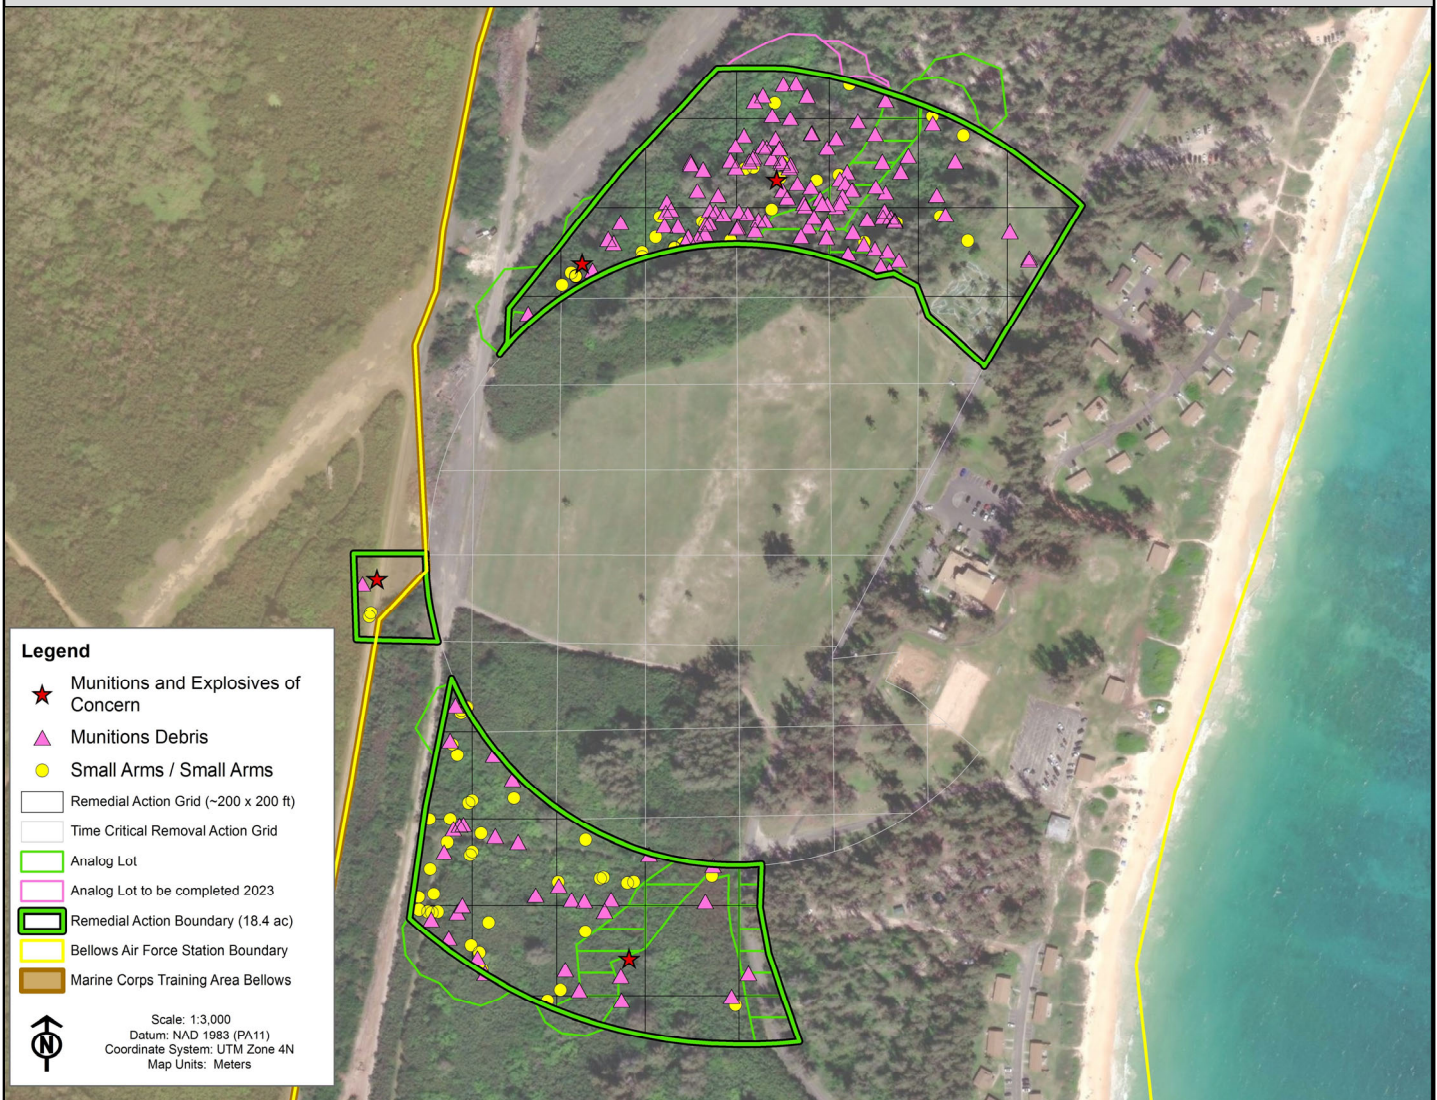 Legend
Munitions and Explosives of
Concern
Munitions Debris
Small Arms / Small Arms
Remedial Action Grid (~200 x 200 ft)
Time Critical Removal Action Grid
Analog Lot
Analog Lot to be completed 2023
Remedial Action Boundary (18.4 ac)
Bellows Air Force Station Boundary
Marine Corps Training Area Bellows
N
Scale: 1:3,000
Datum: NAD 1983 (PA11)
Coordinate System: UTM Zone 4N
Map Units: Meters